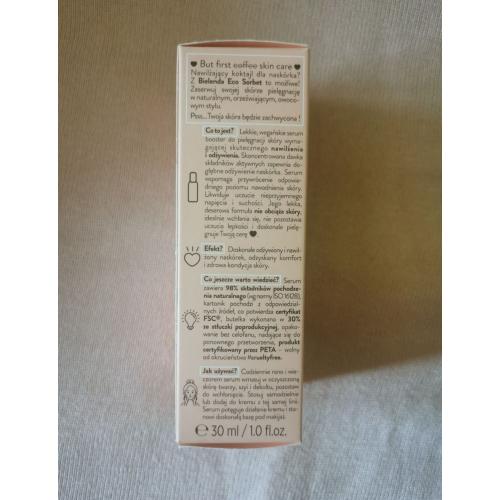 ♥ But first coffee skin care ♥
Nawilżający koktajl dla naskórka?
Z Bielenda Eco Sorbet to możliwe!
Zaserwuj swojej skórze pielęgnację
w naturalnym, orzeźwiającym, owoco-
wym stylu.
Psss...Twoja skóra będzie zachwycona !
Co to jest? Lekkie, wegańskie serum
booster do pielęgnacji skóry wyma-
gającej skutecznego nawilżenia
i odżywienia. Skoncentrowana dawka
składników aktywnych zapewnia do-
głębne odżywienie naskórka. Serum
wspomaga przywrócenie odpowie-
dniego poziomu nawodnienia skóry.
Likwiduje uczucie nieprzyjemnego
napięcia i suchości. Jego lekka,
deserowa formuła nie obciąża skóry,
idealnie wchłania się, nie pozostawia
uczucia lepkości i doskonale pielę-
gnuje Twoją cerę ♥
Efekt? Doskonale odżywiony i nawil-
żony naskórek, odzyskany komfort
i zdrowa kondycja skóry.
Co jeszcze warto wiedzieć? Serum
zawiera 98% składników pochodze-
nia naturalnego (wg normy ISO 16128),
kartonik pochodzi z odpowiedzial-
nych źródeł, co potwierdza certyfikat
FSC®, butelka wykonano w 30%
ze stłuczki poprodukcyjnej, opako-
wanie bez celofanu, nadające się do
ponownego przetworzenia, produkt
certyfikowany przez PETA - wolny
od okrucieństwa #crueltyfree.
Jak używać? Codziennie rano i wie-
czorem serum wmasuj w oczyszczoną
skórę twarzy, szyi i dekoltu, pozostaw
do wchłonięcia. Stosuj samodzielnie
lub dodaj do kremu z tej samej linii.
Serum potęguje działanie kremu i sta-
nowi doskonałą bazę pod makijaż.
℮ 30 ml / 1.0 fl.oz.